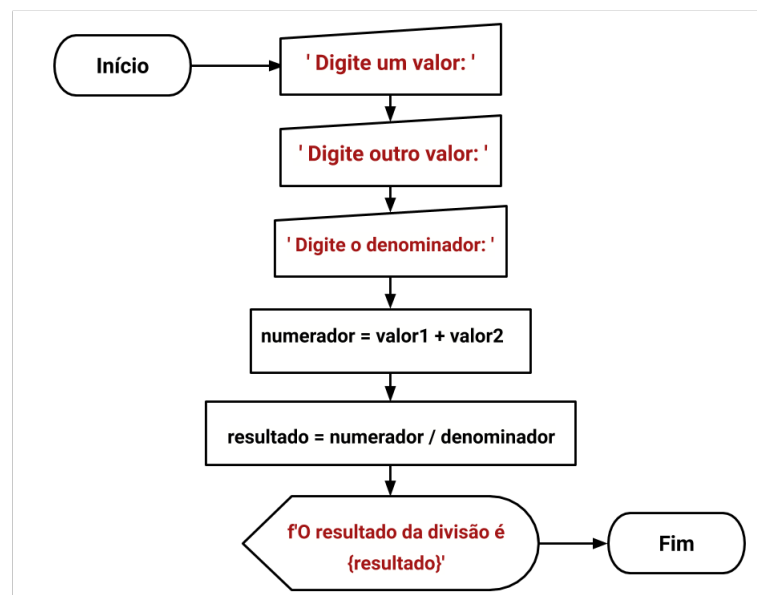 Início
' Digite um valor: '
' Digite outro valor: '
' Digite o denominador: '
numerador = valor1 + valor2
resultado = numerador / denominador
f'O resultado da divisão é
{resultado}'
Fim